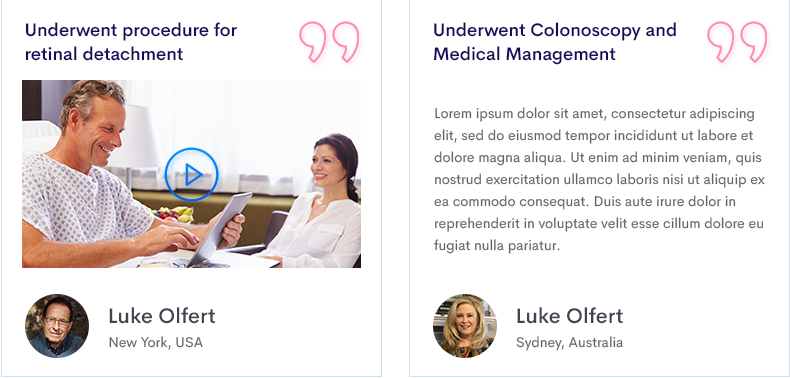 Underwent procedure for
retinal detachment
Luke Olfert
New York, USA
Underwent Colonoscopy and
Medical Management
Lorem ipsum dolor sit amet, consectetur adipiscing
elit, sed do eiusmod tempor incididunt ut labore et
dolore magna aliqua. Ut enim ad minim veniam, quis
nostrud exercitation ullamco laboris nisi ut aliquip ex
ea commodo consequat. Duis aute irure dolor in
reprehenderit in voluptate velit esse cillum dolore eu
fugiat nulla pariatur.
Luke Olfert
Sydney, Australia